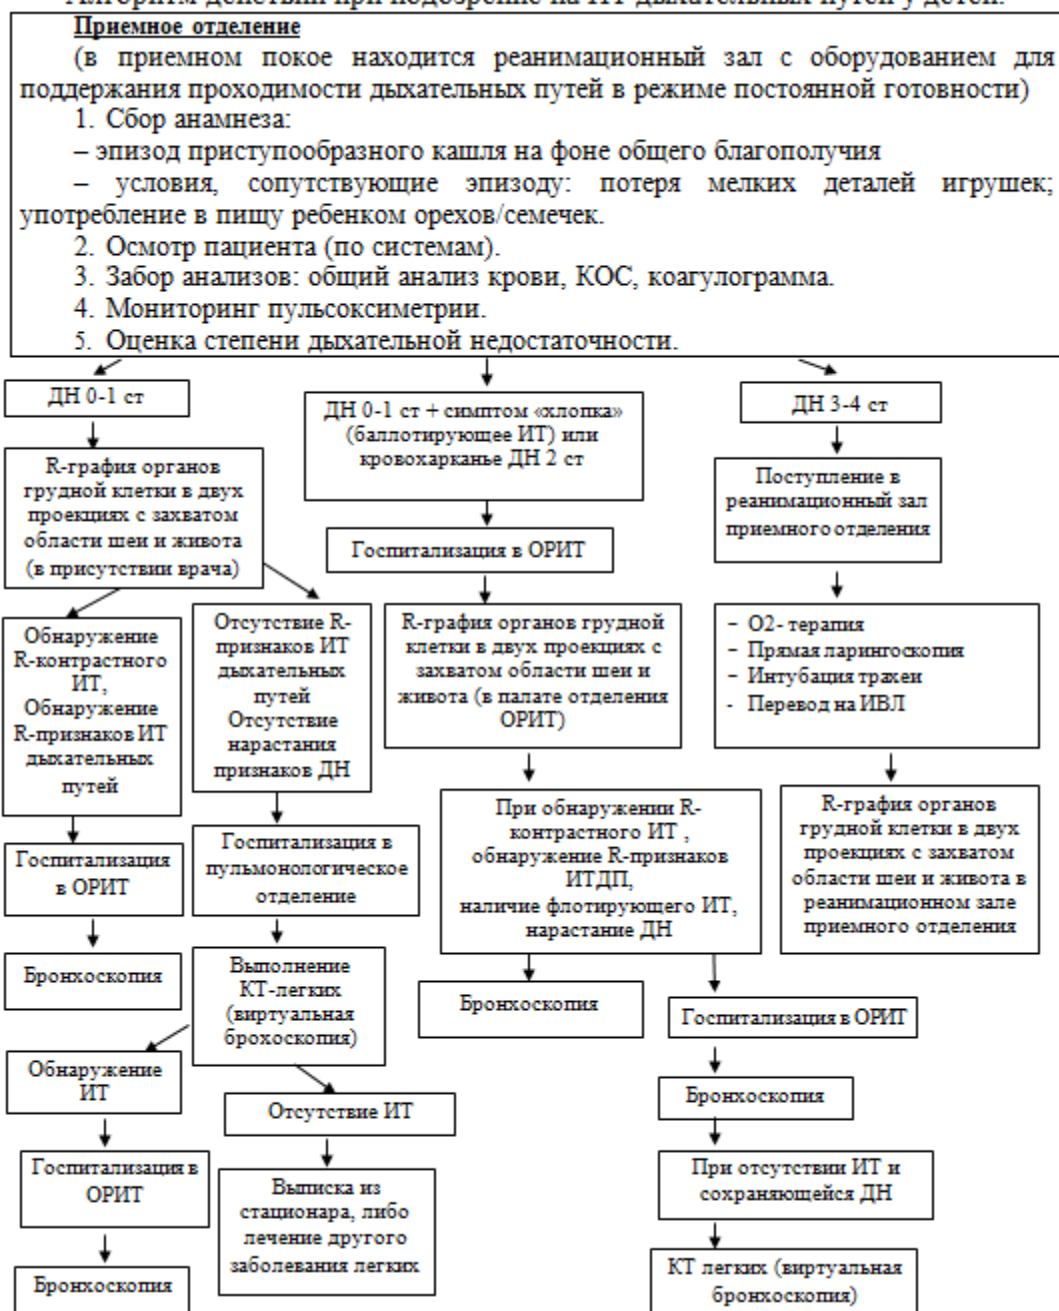 Алгоритм действий при подозрение на ИТ дыхательных путей у детей.
Приемное отделение
(в приемном покое находится реанимационный зал с оборудованием для
поддержания проходимости дыхательных путей в режиме постоянной готовности)
1. Сбор анамнеза:
– эпизод приступообразного кашля на фоне общего благополучия
– условия, сопутствующие эпизоду: потеря мелких деталей игрушек;
употребление в пищу ребенком орехов/семечек.
2. Осмотр пациента (по системам).
3. Забор анализов: общий анализ крови, КОС, коагулограмма.
4. Мониторинг пульсоксиметрии.
5. Оценка степени дыхательной недостаточности.
ДН 0-1 ст
R-графия органов
грудной клетки в двух
проекциях с захватом
области шеи и живота
(в присутствии врача)
Обнаружение
R-контрастного
ИТ,
Обнаружение
R-признаков ИТ
дыхательных
путей
Госпитализация
в ОРИТ
Бронхоскопия
Отсутствие R-
признаков ИТ
дыхательных
путей
Отсутствие
нарастания
признаков ДН
Госпитализация в
пульмонологическое
отделение
Выполнение
КТ-легких
(виртуальная
брохоскопия)
Обнаружение
ИТ
Госпитализация в
ОРИТ
Бронхоскопия
Отсутствие ИТ
Выписка из
стационара, либо
лечение другого
заболевания легких
ДН 0-1 ст + симптом «хлопка»
(баллотирующее ИТ) или
кровохарканье ДН 2 ст
Госпитализация в ОРИТ
R-графия органов грудной
клетки в двух проекциях с
захватом области шеи и
живота (в палате отделения
ОРИТ)
При обнаружении R-
контрастного ИТ ,
обнаружение R-признаков
ИТДП,
наличие флотирующего ИТ,
нарастание ДН
Бронхоскопия
Госпитализация в ОРИТ
Бронхоскопия
При отсутствии ИТ и
сохраняющейся ДН
КТ легких (виртуальная
бронхоскопия)
ДН 3-4 ст
Поступление в
реанимационный зал
приемного отделения
– О2- терапия
– Прямая ларингоскопия
– Интубация трахеи
- Перевод на ИВЛ
R-графия органов
грудной клетки в двух
проекциях с захватом
области шеи и живота в
реанимационном зале
приемного отделения